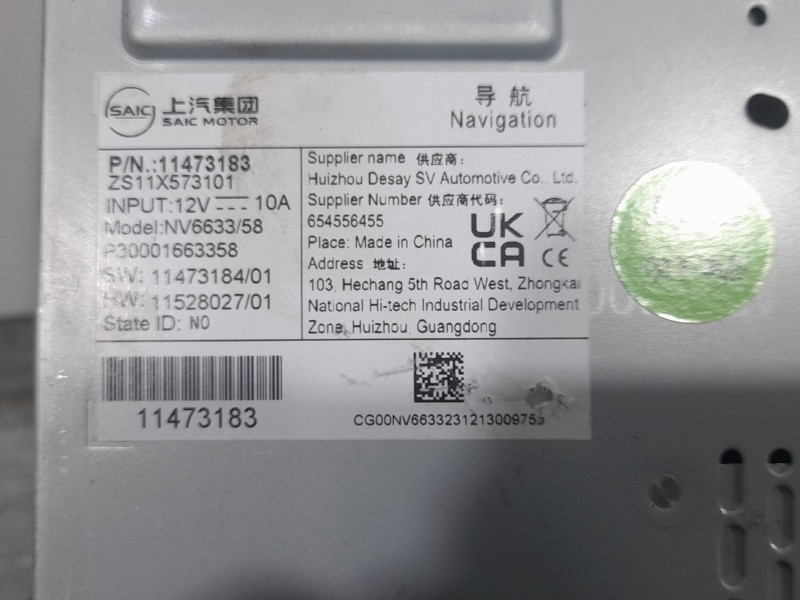 SAIC 上汽集团
SAIC MOTOR
导航
Navigation
P/N.:11473183
ZS11X573101
INPUT:12V 10A
Model:NV6633/58
P30001663358
SW: 11473184/01
HW: 11528027/01
State ID: NO
Supplier name 供应商:
Huizhou Desay SV Automotive Co., Ltd.
Supplier Number 供应商代码:
654556455
Place: Made in China
Address 地址:
103, Hechang 5th Road West, Zhongkai
National Hi-tech Industrial Development
Zone, Huizhou, Guangdong
UK
CA CE
11473183